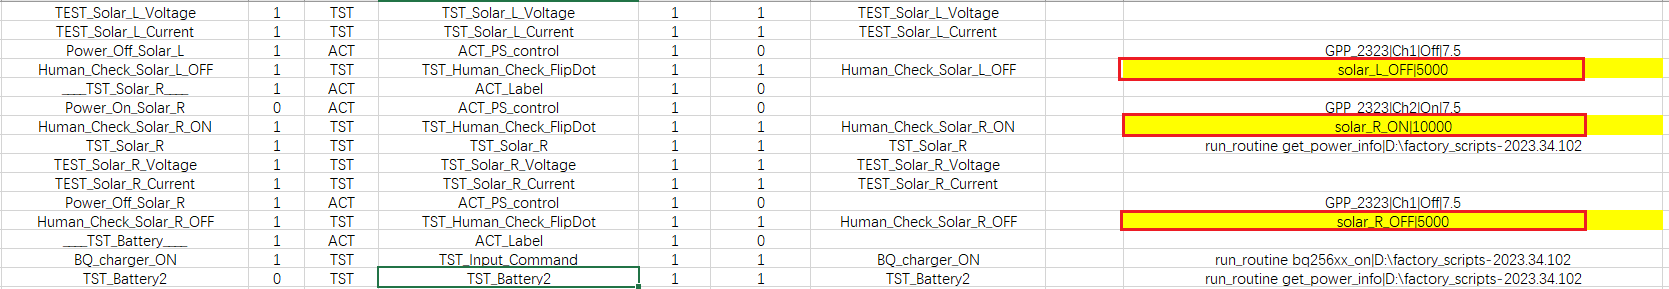 TEST_Solar_L_Voltage 1 TST TST_Solar_L_Voltage 1 1 TEST_Solar_L_Voltage
TEST_Solar_L_Current 1 TST TST_Solar_L_Current 1 1 TEST_Solar_L_Current
Power_Off_Solar_L 1 ACT ACT_PS_control 1 0 GPP_2323|Ch1|Off|7.5
Human_Check_Solar_L_OFF 1 TST TST_Human_Check_FlipDot 1 1 Human_Check_Solar_L_OFF solar_L_OFF|5000
____TST_Solar_R____ 1 ACT ACT_Label 1 0
Power_On_Solar_R 0 ACT ACT_PS_control 1 0 GPP_2323|Ch2|On|7.5
Human_Check_Solar_R_ON 1 TST TST_Human_Check_FlipDot 1 1 Human_Check_Solar_R_ON solar_R_ON|10000
TST_Solar_R 1 TST TST_Solar_R 1 1 TST_Solar_R run_routine get_power_info|D:\factory_scripts-2023.34.102
TEST_Solar_R_Voltage 1 TST TST_Solar_R_Voltage 1 1 TEST_Solar_R_Voltage
TEST_Solar_R_Current 1 TST TST_Solar_R_Current 1 1 TEST_Solar_R_Current
Power_Off_Solar_R 1 ACT ACT_PS_control 1 0 GPP_2323|Ch1|Off|7.5
Human_Check_Solar_R_OFF 1 TST TST_Human_Check_FlipDot 1 1 Human_Check_Solar_R_OFF solar_R_OFF|5000
____TST_Battery____ 1 ACT ACT_Label 1 0
BQ_charger_ON 1 TST TST_Input_Command 1 1 BQ_charger_ON run_routine bq256xx_on|D:\factory_scripts-2023.34.102
TST_Battery2 0 TST TST_Battery2 1 1 TST_Battery2 run_routine get_power_info|D:\factory_scripts-2023.34.102